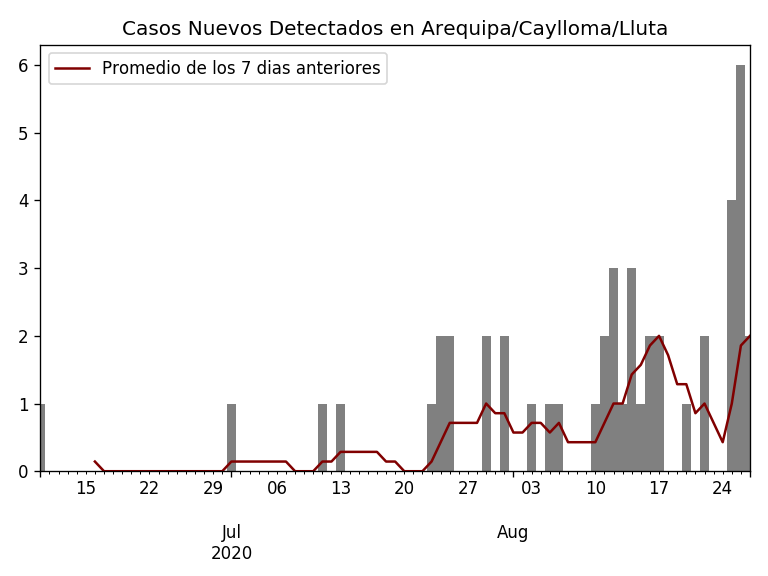 Casos Nuevos Detectados en Arequipa/Caylloma/Lluta
Promedio de los 7 dias anteriores
6
5
4
3
2
1
0
15 22 29 06 13 20 27 03 10 17 24
Jul Aug
2020